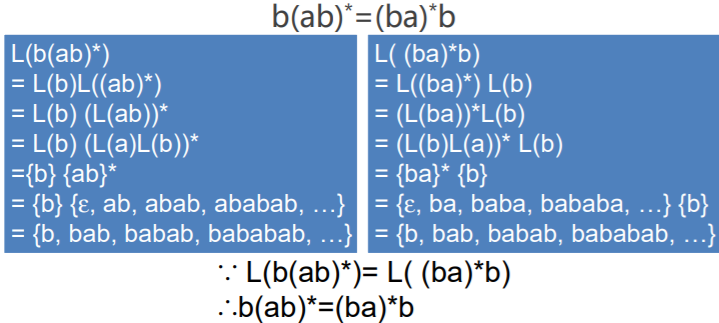 b(ab)*=(ba)*b
L(b(ab)*)
= L(b)L((ab)*)
= L(b) (L(ab))*
= L(b) (L(a)L(b))*
={b} {ab}*
= {b} {ε, ab, abab, ababab, …}
= {b, bab, babab, bababab, …}
L( (ba)*b)
= L((ba)*) L(b)
= (L(ba))*L(b)
= (L(b)L(a))* L(b)
= {ba}* {b}
= {ε, ba, baba, bababa, …} {b}
= {b, bab, babab, bababab, …}
∵ L(b(ab)*)= L( (ba)*b)
∴b(ab)*=(ba)*b